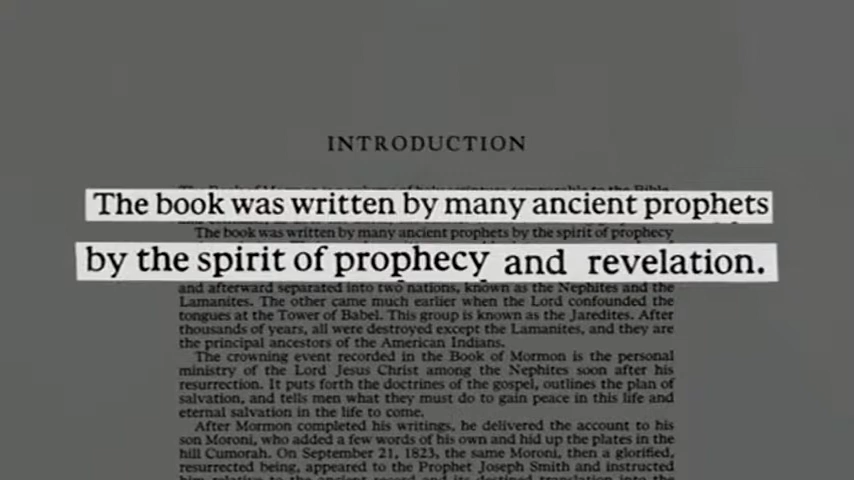 INTRODUCTION
The book was written by many ancient prophets
The book was written by many ancient prophets by the spirit of prophecy
by the spirit of prophecy and revelation.
and afterward separated into two nations, known as the Nephites and the
Lamanites. The other came much earlier when the Lord confounded the
tongues at the Tower of Babel. This group is known as the Jaredites. After
thousands of years, all were destroyed except the Lamanites, and they are
the principal ancestors of the American Indians.
The crowning event recorded in the Book of Mormon is the personal
ministry of the Lord Jesus Christ among the Nephites soon after his
resurrection. It puts forth the doctrines of the gospel, outlines the plan of
salvation, and tells men what they must do to gain peace in this life and
eternal salvation in the life to come.
After Mormon completed his writings, he delivered the account to his
son Moroni, who added a few words of his own and hid up the plates in the
hill Cumorah. On September 21, 1823, the same Moroni, then a glorified,
resurrected being, appeared to the Prophet Joseph Smith and instructed